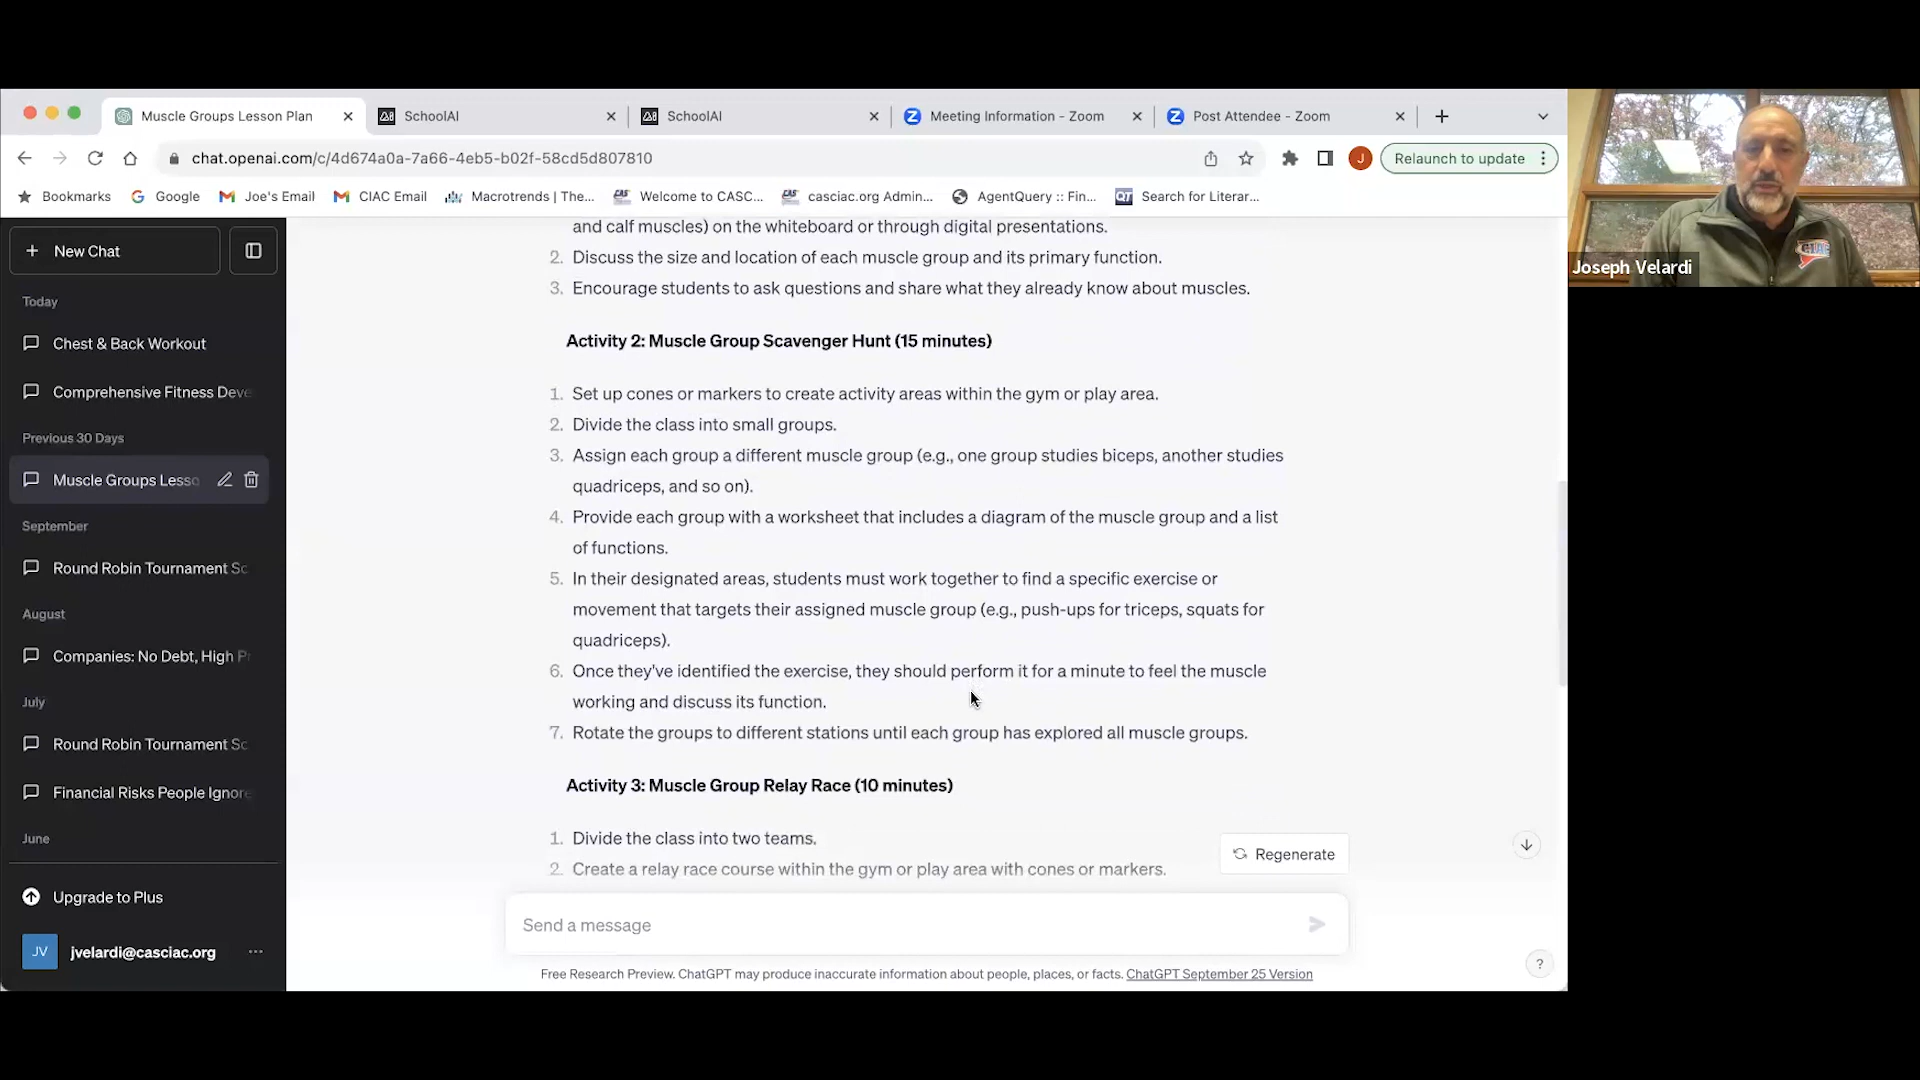 Muscle Groups Lesson Plan
SchoolAI
SchoolAI
Meeting Information - Zoom
Post Attendee - Zoom
chat.openai.com/c/4d674a0a-7a66-4eb5-b02f-58cd5d807810
J
Relaunch to update
Bookmarks
Google
Joe's Email
CIAC Email
Macrotrends | The...
Welcome to CASC...
casciac.org Admin...
AgentQuery :: Fin...
Search for Literar...
Joseph Velardi
New Chat
Today
Chest & Back Workout
Comprehensive Fitness Deve
Previous 30 Days
Muscle Groups Lesso
September
Round Robin Tournament Sc
August
Companies: No Debt, High Pr
July
Round Robin Tournament Sc
Financial Risks People Ignore
June
Upgrade to Plus
JV
jvelardi@casciac.org
and calf muscles) on the whiteboard or through digital presentations.
2. Discuss the size and location of each muscle group and its primary function.
3. Encourage students to ask questions and share what they already know about muscles.
Activity 2: Muscle Group Scavenger Hunt (15 minutes)
1. Set up cones or markers to create activity areas within the gym or play area.
2. Divide the class into small groups.
3. Assign each group a different muscle group (e.g., one group studies biceps, another studies
quadriceps, and so on).
4. Provide each group with a worksheet that includes a diagram of the muscle group and a list
of functions.
5. In their designated areas, students must work together to find a specific exercise or
movement that targets their assigned muscle group (e.g., push-ups for triceps, squats for
quadriceps).
6. Once they've identified the exercise, they should perform it for a minute to feel the muscle
working and discuss its function.
7. Rotate the groups to different stations until each group has explored all muscle groups.
Activity 3: Muscle Group Relay Race (10 minutes)
1. Divide the class into two teams.
2. Create a relay race course within the gym or play area with cones or markers.
Regenerate
Send a message
Free Research Preview. ChatGPT may produce inaccurate information about people, places, or facts. ChatGPT September 25 Version
?